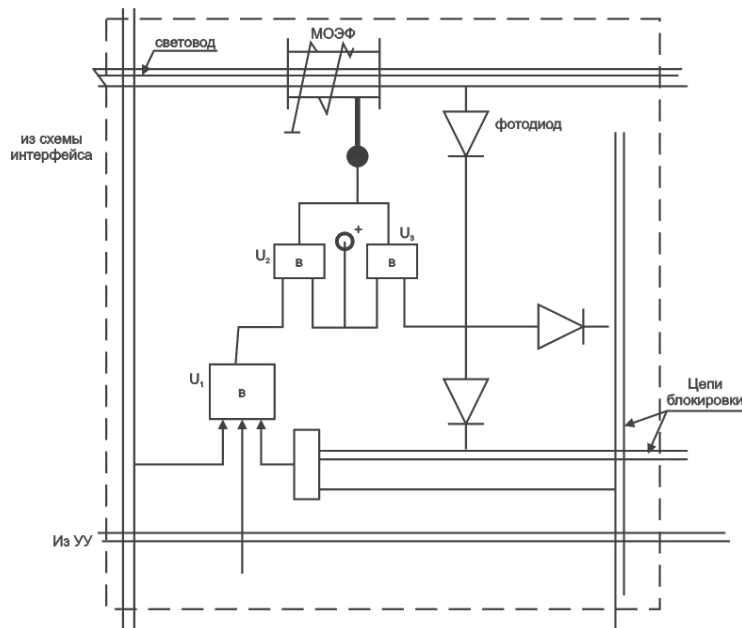 МОЭФ
световод
фотодиод
из схемы
интерфейса
+
U₂
в
U₃
в
U₁
в
Цепи
блокировки
Из УУ